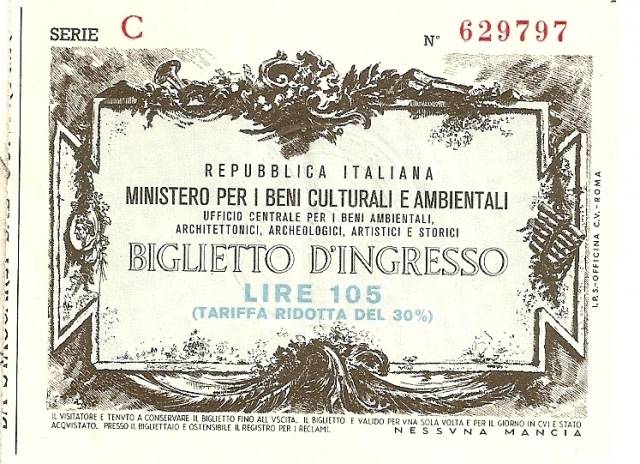 SERIE C N° 629797
REPUBBLICA ITALIANA
MINISTERO PER I BENI CULTURALI E AMBIENTALI
UFFICIO CENTRALE PER I BENI AMBIENTALI,
ARCHITETTONICI, ARCHEOLOGICI, ARTISTICI E STORICI
BIGLIETTO D'INGRESSO
LIRE 105
(TARIFFA RIDOTTA DEL 30%)
I.P.S.-OFFICINA C.V.-ROMA
IL VISITATORE E TENVTO A CONSERVARE IL BIGLIETTO FINO ALL'VSCITA. IL BIGLIETTO E VALIDO PER VNA SOLA VOLTA E PER IL GIORNO IN CVI E STATO
ACQVISTATO. PRESSO IL BIGLIETTAIO E OSTENSIBILE IL REGISTRO PER I RECLAMI.
NESSVNA MANCIA